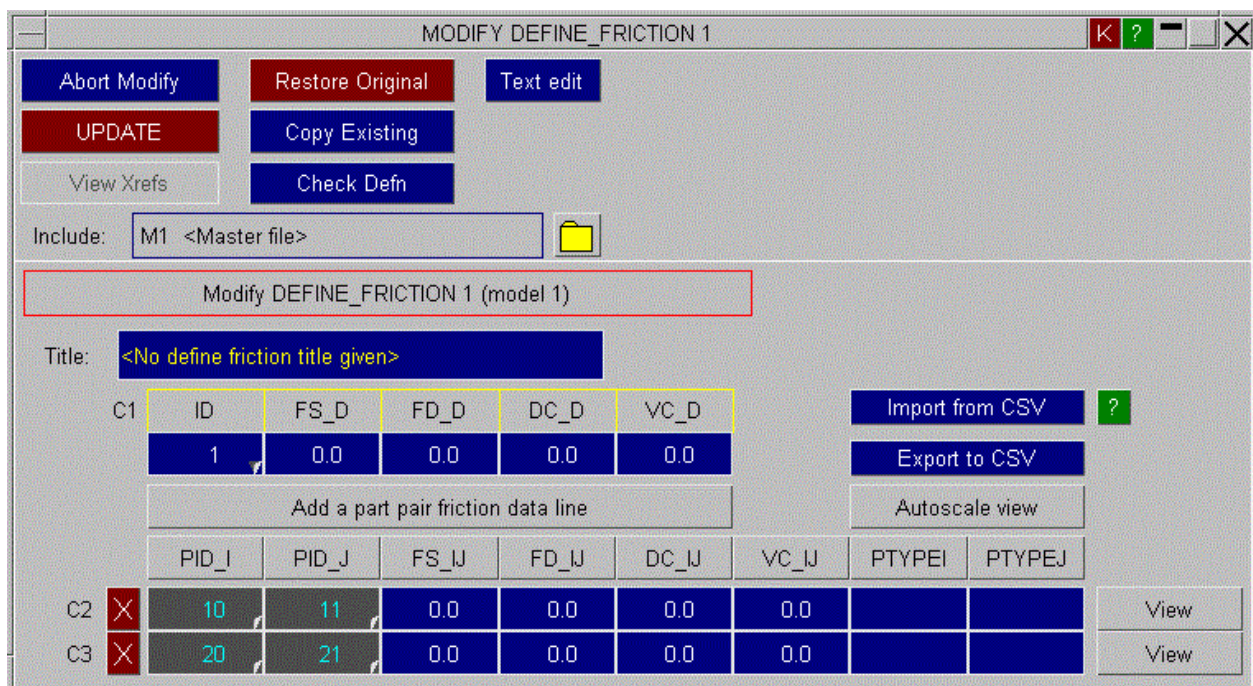 MODIFY DEFINE_FRICTION 1 K ?
Abort Modify Restore Original Text edit
UPDATE Copy Existing
View Xrefs Check Defn
Include: M1 <Master file>
Modify DEFINE_FRICTION 1 (model 1)
Title: <No define friction title given>
C1 ID FS_D FD_D DC_D VC_D Import from CSV ?
1 0.0 0.0 0.0 0.0 Export to CSV
Add a part pair friction data line Autoscale view
PID_I PID_J FS_IJ FD_IJ DC_IJ VC_IJ PTYPEI PTYPEJ
C2 X 10 11 0.0 0.0 0.0 0.0 View
C3 X 20 21 0.0 0.0 0.0 0.0 View